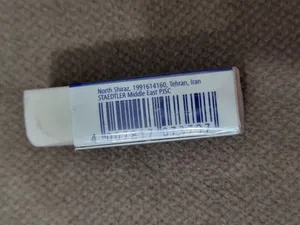 North Shiraz, 1991614160, Tehran, Iran
STAEDTLER Middle East PJSC